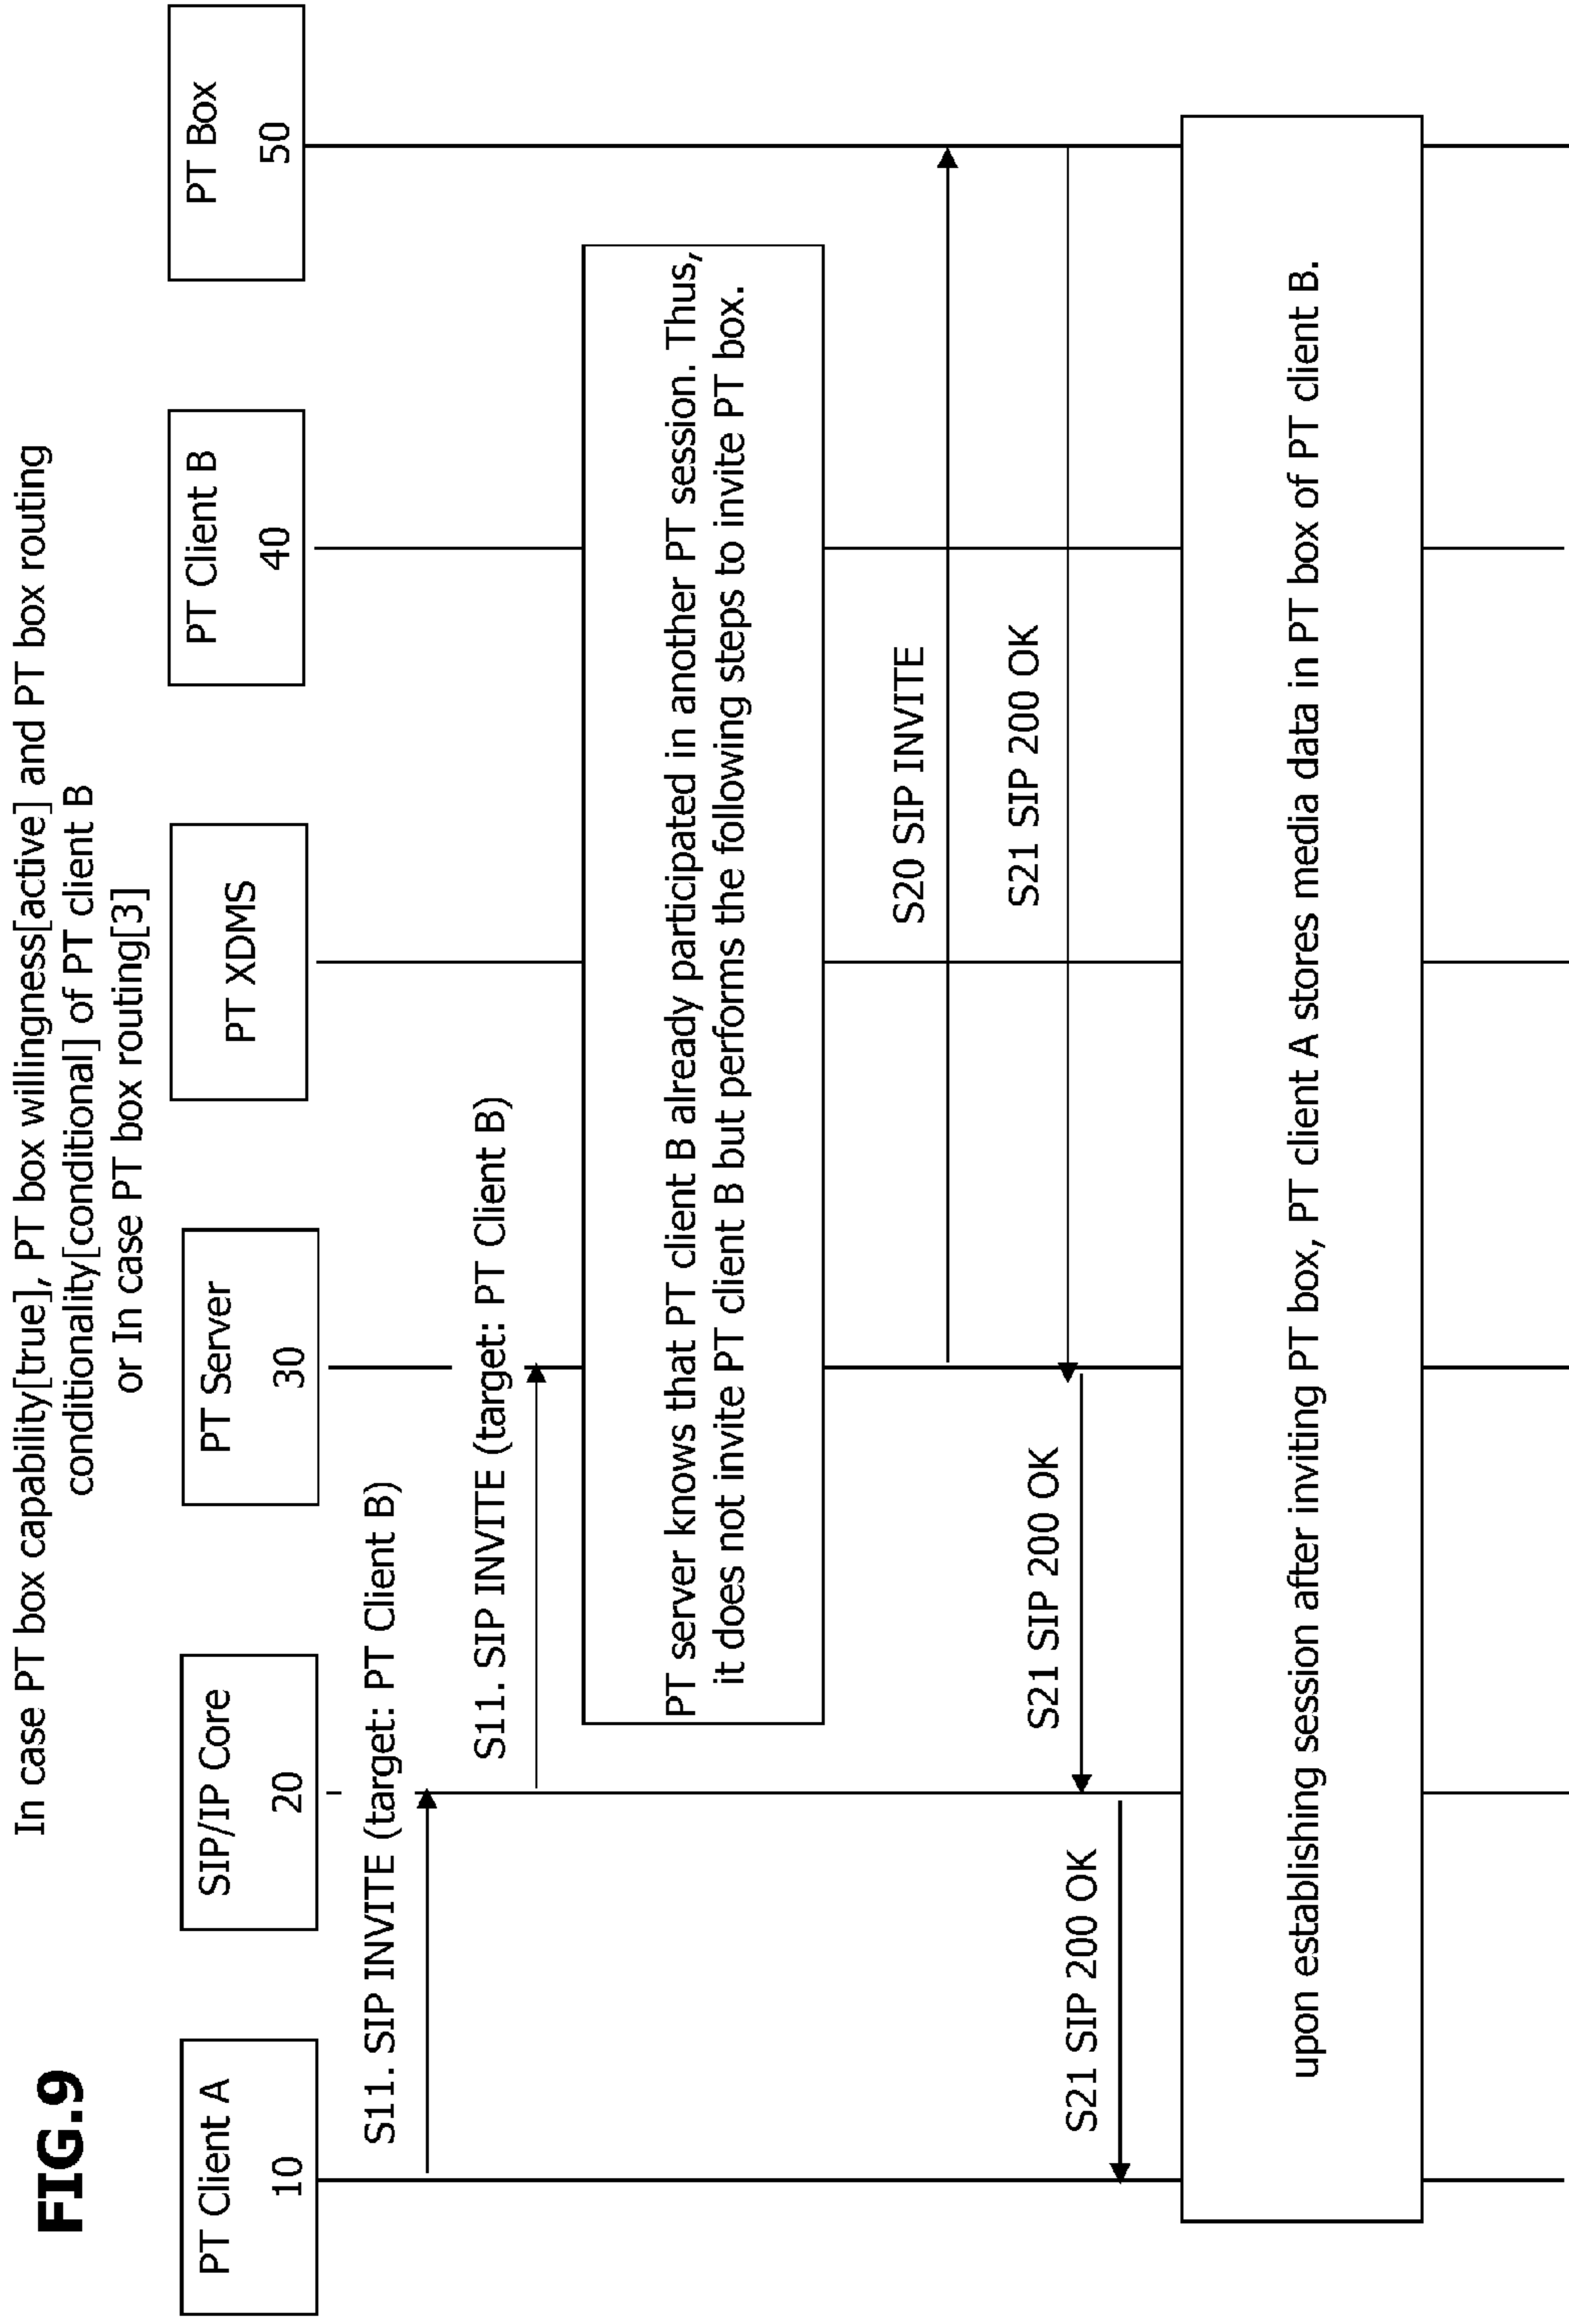 FIG.9
In case PT box capability[true], PT box willingness[active] and PT box routing
conditionality[conditional] of PT client B
or In case PT box routing[3]
PT Client A
10
SIP/IP Core
20
PT Server
30
PT XDMS
PT Client B
40
PT Box
50
S11. SIP INVITE (target: PT Client B)
S11. SIP INVITE (target: PT Client B)
PT server knows that PT client B already participated in another PT session. Thus,
it does not invite PT client B but performs the following steps to invite PT box.
S20 SIP INVITE
S21 SIP 200 OK
S21 SIP 200 OK
S21 SIP 200 OK
upon establishing session after inviting PT box, PT client A stores media data in PT box of PT client B.